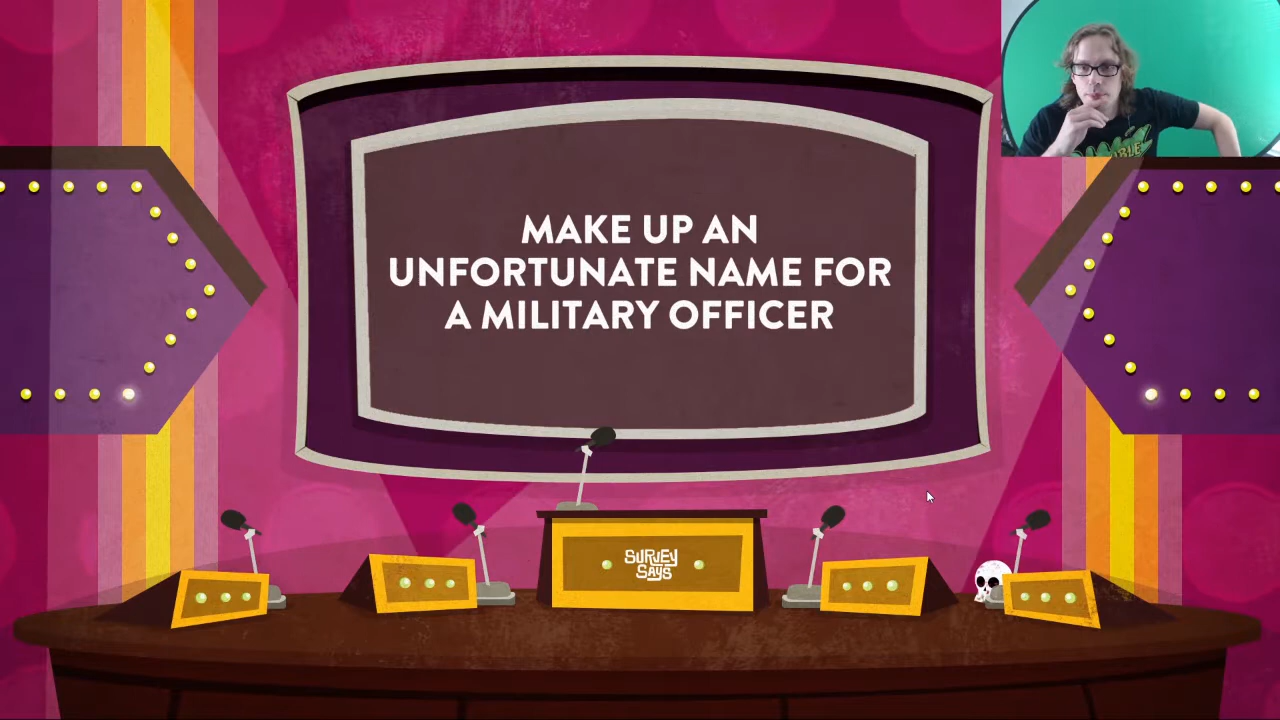 MAKE UP AN
UNFORTUNATE NAME FOR
A MILITARY OFFICER
SURVEY
SAYS